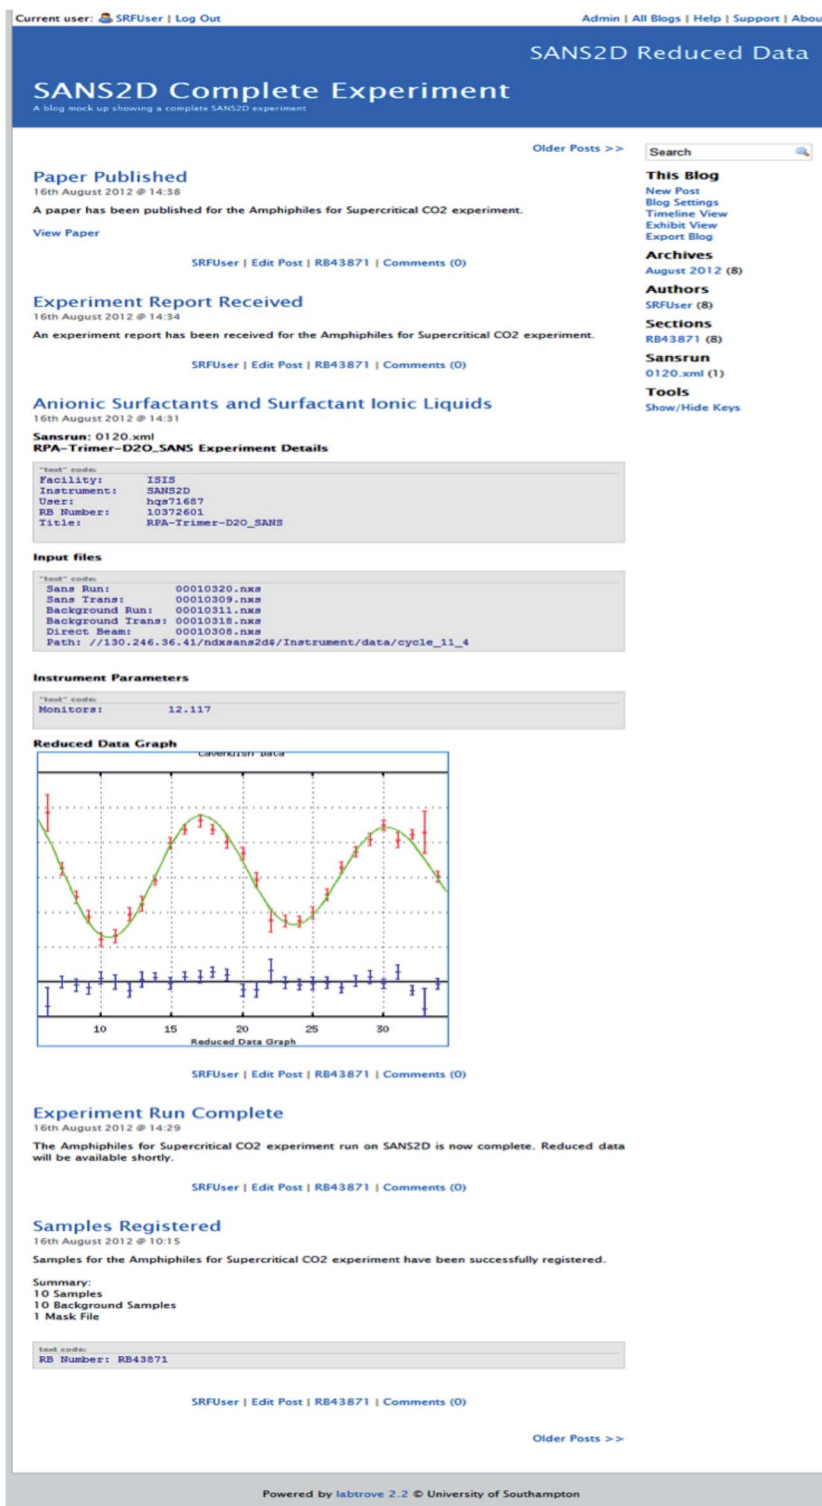 Current user: SRFUser | Log Out
Admin | All Blogs | Help | Support | Abou
SANS2D Reduced Data
SANS2D Complete Experiment
A blog mock up showing a complete SANS2D experiment
Older Posts >>
Paper Published
16th August 2012 @ 14:38
A paper has been published for the Amphiphiles for Supercritical CO2 experiment.
View Paper
SRFUser | Edit Post | RB43871 | Comments (0)
Experiment Report Received
16th August 2012 @ 14:34
An experiment report has been received for the Amphiphiles for Supercritical CO2 experiment.
SRFUser | Edit Post | RB43871 | Comments (0)
Anionic Surfactants and Surfactant Ionic Liquids
16th August 2012 @ 14:31
Sansrun: 0120.xml
RPA-Trimer-D2O_SANS Experiment Details
"text" code:
Facility: ISIS
Instrument: SANS2D
User: hqs71687
RB Number: 10372601
Title: RPA-Trimer-D2O_SANS
Input files
"text" code:
Sans Run: 00010320.nxs
Sans Trans: 00010309.nxs
Background Run: 00010311.nxs
Background Trans: 00010318.nxs
Direct Beam: 00010308.nxs
Path: //130.246.36.41/ndxsans2d$/Instrument/data/cycle_11_4
Instrument Parameters
"text" code:
Monitors: 12.117
Reduced Data Graph
Cavendish Data
10 15 20 25 30
Reduced Data Graph
SRFUser | Edit Post | RB43871 | Comments (0)
Experiment Run Complete
16th August 2012 @ 14:29
The Amphiphiles for Supercritical CO2 experiment run on SANS2D is now complete. Reduced data
will be available shortly.
SRFUser | Edit Post | RB43871 | Comments (0)
Samples Registered
16th August 2012 @ 10:15
Samples for the Amphiphiles for Supercritical CO2 experiment have been successfully registered.
Summary:
10 Samples
10 Background Samples
1 Mask File
text code:
RB Number: RB43871
SRFUser | Edit Post | RB43871 | Comments (0)
Older Posts >>
Search
This Blog
New Post
Blog Settings
Timeline View
Exhibit View
Export Blog
Archives
August 2012 (8)
Authors
SRFUser (8)
Sections
RB43871 (8)
Sansrun
0120.xml (1)
Tools
Show/Hide Keys
Powered by labtrove 2.2 © University of Southampton